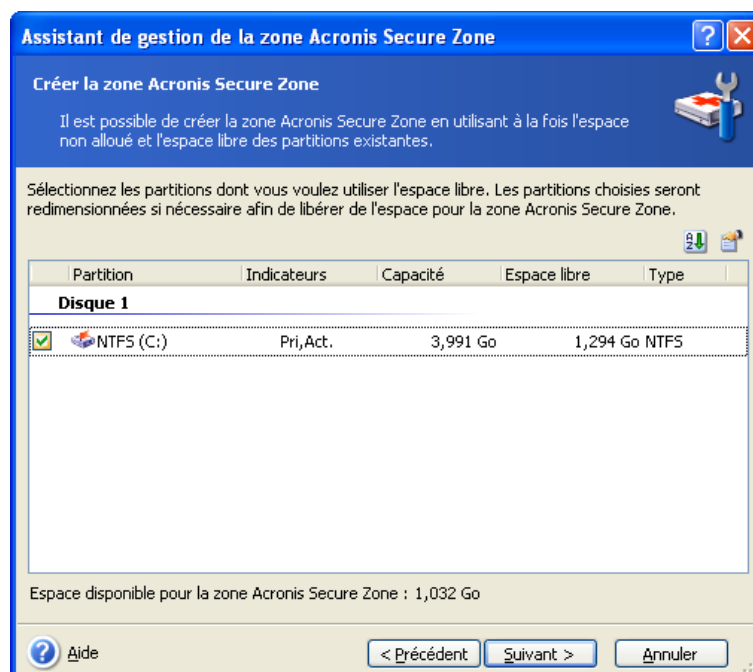 Assistant de gestion de la zone Acronis Secure Zone
Créer la zone Acronis Secure Zone
Il est possible de créer la zone Acronis Secure Zone en utilisant à la fois l'espace
non alloué et l'espace libre des partitions existantes.
Sélectionnez les partitions dont vous voulez utiliser l'espace libre. Les partitions choisies seront
redimensionnées si nécessaire afin de libérer de l'espace pour la zone Acronis Secure Zone.
Partition Indicateurs Capacité Espace libre Type
Disque 1
NTFS (C:) Pri,Act. 3,991 Go 1,294 Go NTFS
Espace disponible pour la zone Acronis Secure Zone : 1,032 Go
Aide < Précédent Suivant > Annuler